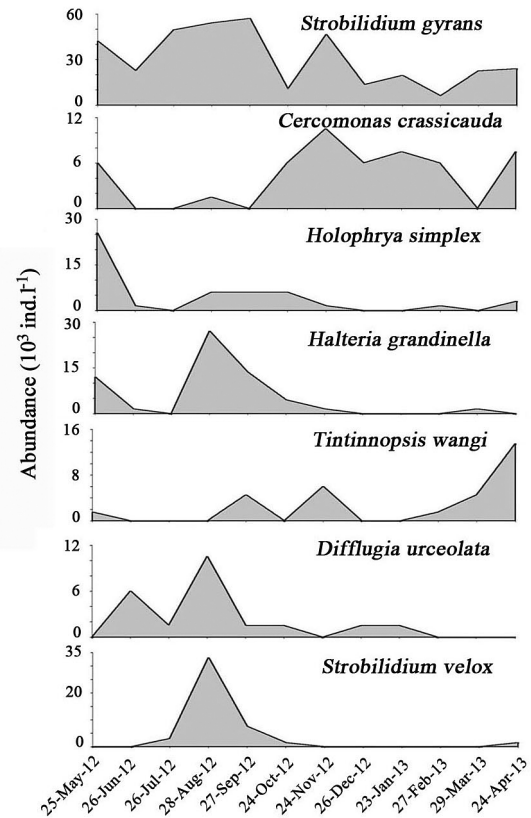 Abundance (10³ ind.l⁻¹)
Strobilidium gyrans
60
30
0
Cercomonas crassicauda
12
6
0
Holophrya simplex
30
15
0
Halteria grandinella
30
15
0
Tintinnopsis wangi
16
8
0
Difflugia urceolata
12
6
0
Strobilidium velox
35
20
0
25-May-12
26-Jun-12
26-Jul-12
28-Aug-12
27-Sep-12
24-Oct-12
24-Nov-12
26-Dec-12
23-Jan-13
27-Feb-13
29-Mar-13
24-Apr-13